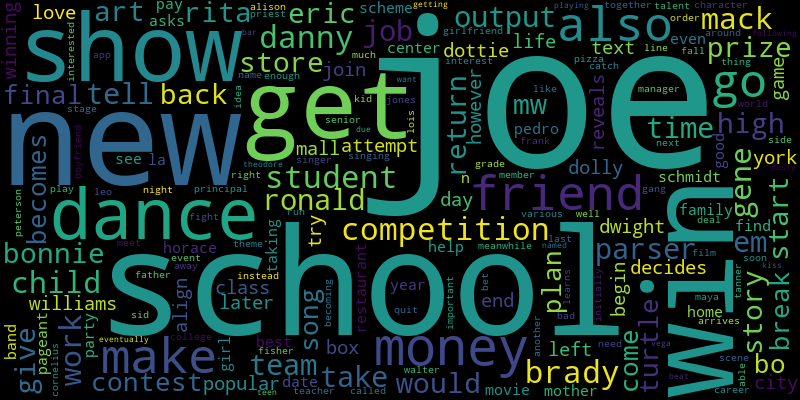 winning
love
art
pay
asks
rita
alison
priest
eric
scheme
getting
output
also
talent
character
mack
playing
together
order
around
following
show
interested
app
danny
bar
job
center
girlfriend
life
text
line
even
fall
prize
thing
store
much
dottie
interest
pizza
catch
game
final
tell
back
name
enough
join
joe
want
like
manager
go
world
new
stage
boyfriend
idea
get
kid
jones
lois
return
however
mw
pedro
frank
reveals
time
high
side
see
la
senior
due
mall
attempt
next
good
york
busty
theodore
singer
singing
student
grade
dolly
schmidt
becomes
play
leo
night
principal
right
ronald
n
member
gang
peterson
dance
fight
run
try
day
friend
family
deal
gene
start
bonnie
meet
horace
theme
taking
competition
various
well
dwight
find
em
soon
event
away
restaurant
help
meanwhile
last
named
parser
film
kiss
child
father
instead
class
school
year
important
bet
learns
plan
decides
win
tanner
story
break
williams
sid
align
later
song
becoming
quit
end
initially
begin
home
maya
arrives
band
pageant
party
work
college
box
money
another
left
come
turtle
vega
scene
bo
city
give
cornelius
make
girl
best
fisher
team
take
bad
need
brady
beat
able
career
eventually
contest
popular
date
teen
teacher
called
walter
would
movie
mother